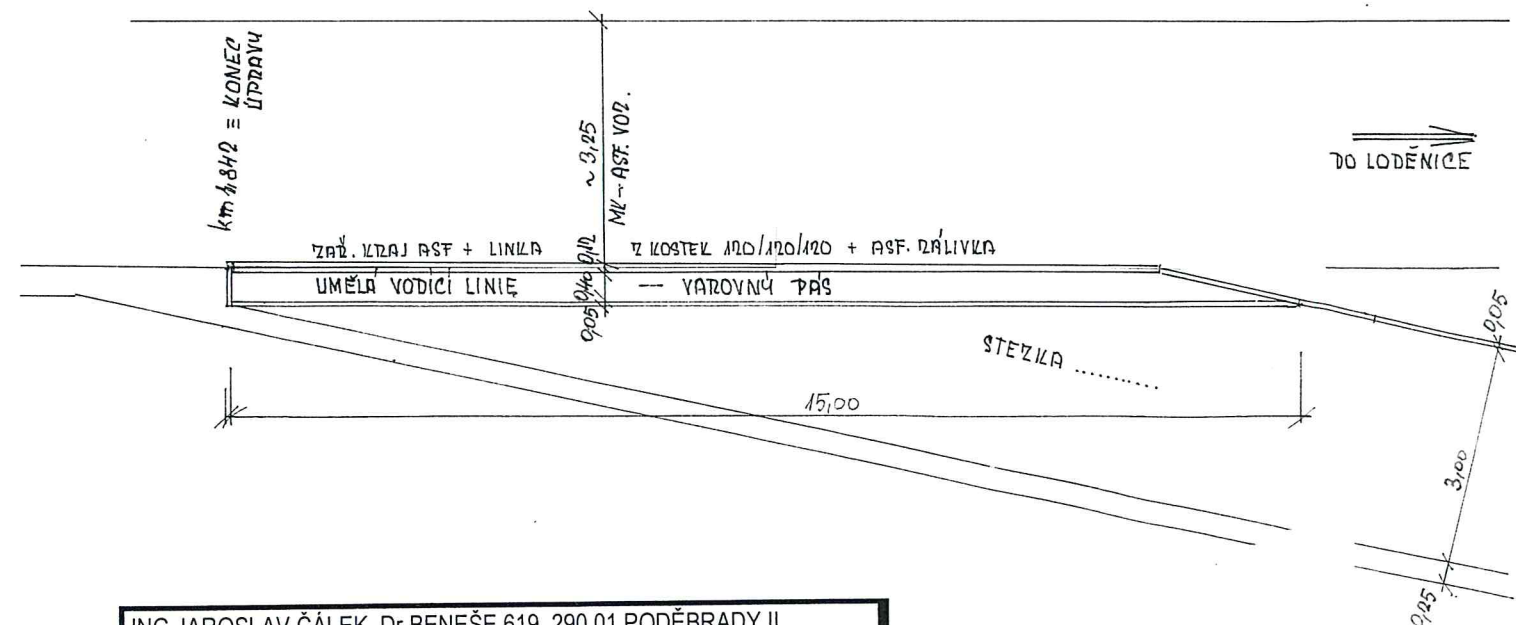 km 1,842 ≡ KONEC
ÚPRAVY
~ 3,25
MK - ASF. VOZ.
DO LODĚNICE
ZAŘ. KRAJ ASF + LINKA
0,12
Z KOSTEK 120/120/120 + ASF. ZÁLIVKA
UMĚLÁ VODÍCÍ LINIE
0,40
— VAROVNÝ PÁS
0,05
STEZKA ..........
0,05
15,00
3,00
0,25
ING.JAROSLAV ČÁLEK, Dr.BENEŠE 619, 290 01 PODĚBRADY II